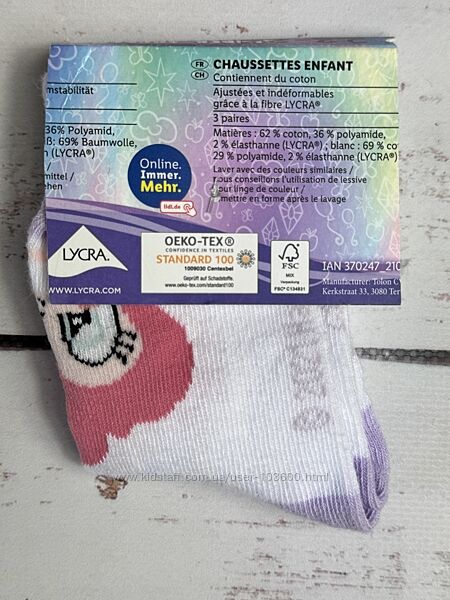 FR CHAUSSETTES ENFANT
CH Contiennent du coton
Ajustées et indéformables
grâce à la fibre LYCRA®
3 paires
Matières : 62 % coton, 36 % polyamide,
2 % élasthanne (LYCRA®) ; blanc : 69 % co
29 % polyamide, 2 % élasthanne (LYCRA®)
Laver avec des couleurs similaires /
nous conseillons l'utilisation de lessive
pour linge de couleur /
remettre en forme après le lavage
mstabilität
36% Polyamid,
ß: 69% Baumwolle,
n (LYCRA®)
mittel /
ehen
Online.
Immer.
Mehr.
lidl.de
LYCRA.
WWW.LYCRA.COM
OEKO-TEX®
CONFIDENCE IN TEXTILES
STANDARD 100
1009030 Centexbel
Geprüft auf Schadstoffe.
www.oeko-tex.com/standard100
FSC
MIX
Verpackung
FSC® C134831
IAN 370247_210
Manufacturer: Tolon C
Kerkstraat 33, 3080 Ter
www.kidstaff.com.ua/user-103600.html